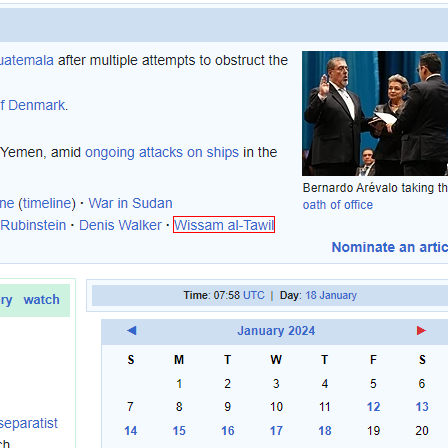 uatemala after multiple attempts to obstruct the
f Denmark.
Yemen, amid ongoing attacks on ships in the
ne (timeline) · War in Sudan
Rubinstein · Denis Walker · Wissam al-Tawil
Bernardo Arévalo taking th
oath of office
Nominate an artic
ry watch
separatist
ch
Time: 07:58 UTC | Day: 18 January
◀ January 2024 ▶
S M T W T F S
1 2 3 4 5 6
7 8 9 10 11 12 13
14 15 16 17 18 19 20